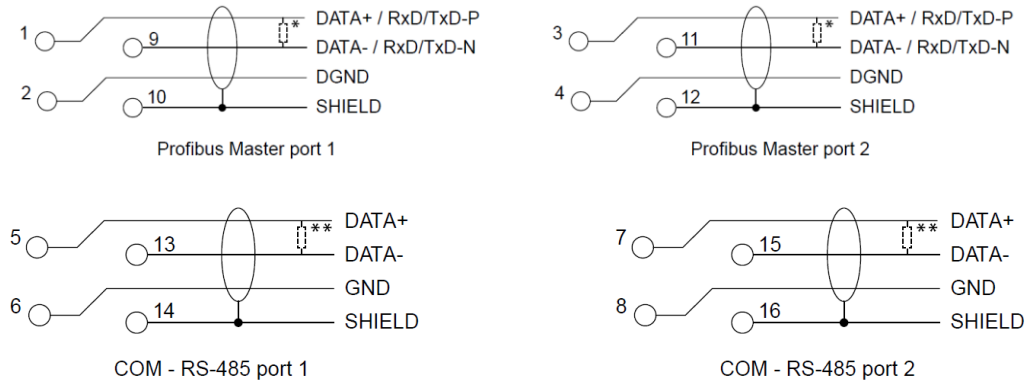 1 9 * DATA+ / RxD/TxD-P
DATA- / RxD/TxD-N
2 10 DGND
SHIELD
Profibus Master port 1
3 11 * DATA+ / RxD/TxD-P
DATA- / RxD/TxD-N
4 12 DGND
SHIELD
Profibus Master port 2
5 13 ** DATA+
DATA-
6 14 GND
SHIELD
COM - RS-485 port 1
7 15 ** DATA+
DATA-
8 16 GND
SHIELD
COM - RS-485 port 2